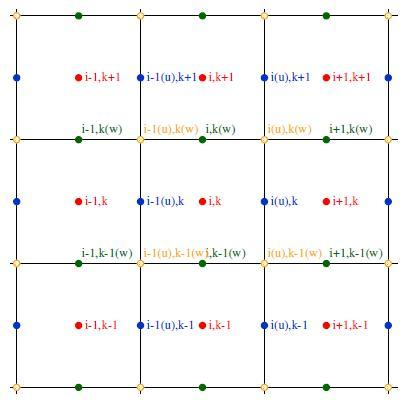 i-1,k+1 i-1(u),k+1 i,k+1 i(u),k+1 i+1,k+1
i-1,k(w) i-1(u),k(w) i,k(w) i(u),k(w) i+1,k(w)
i-1,k i-1(u),k i,k i(u),k i+1,k
i-1,k-1(w) i-1(u),k-1(w) i,k-1(w) i(u),k-1(w) i+1,k-1(w)
i-1,k-1 i-1(u),k-1 i,k-1 i(u),k-1 i+1,k-1